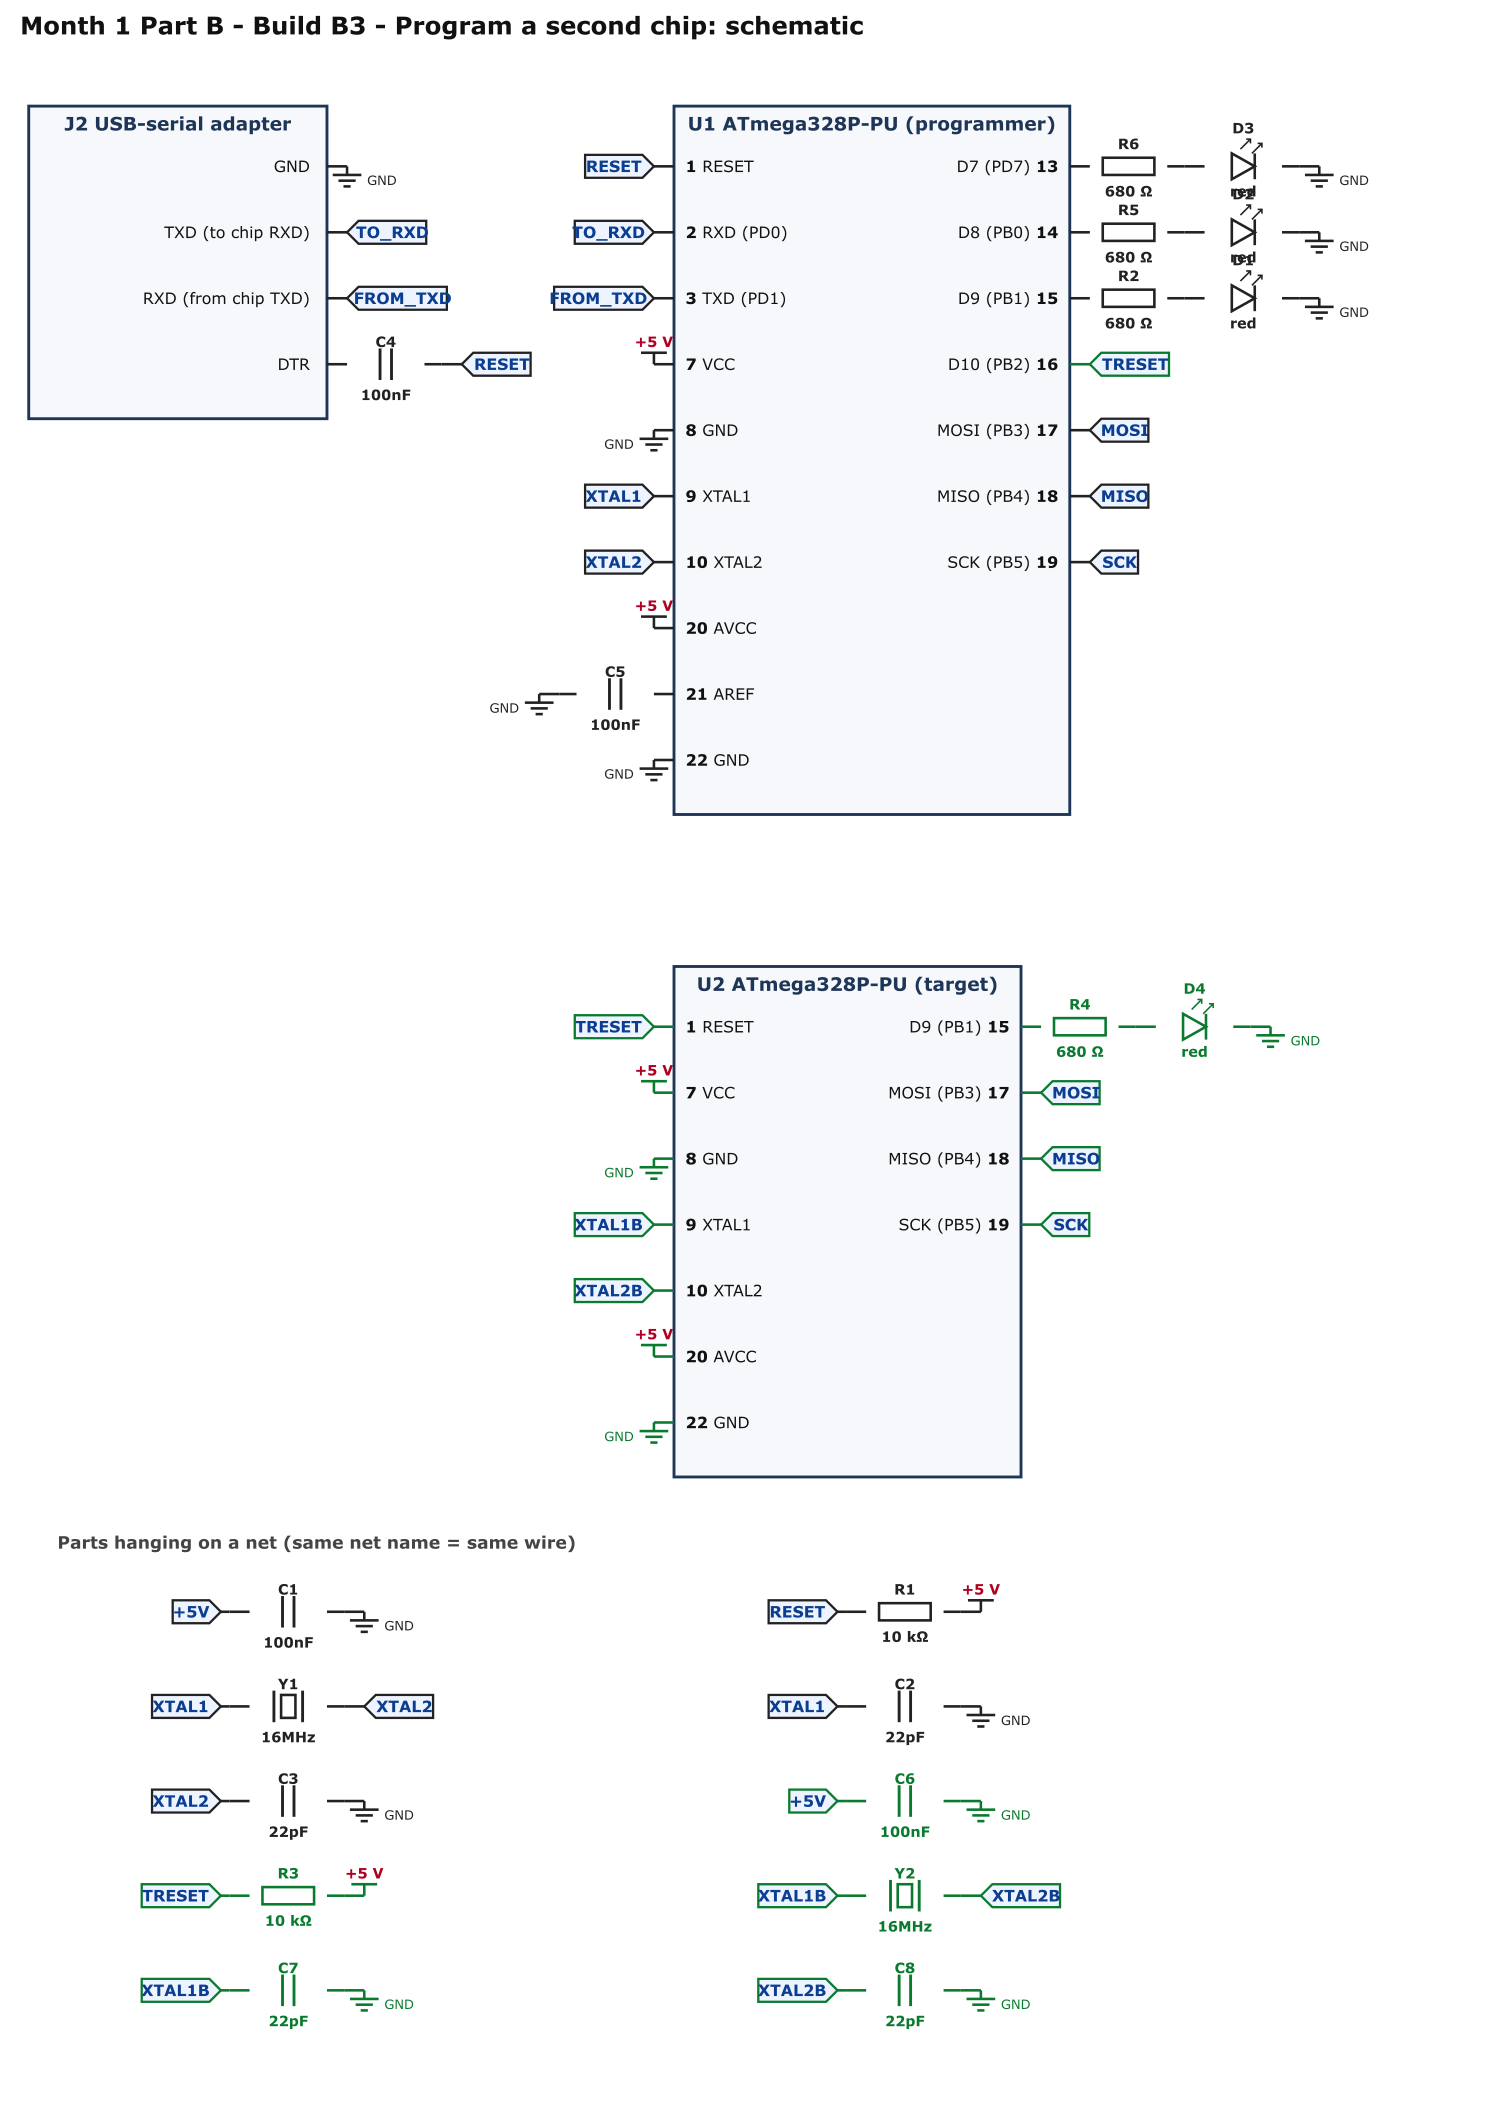 Month 1 Part B - Build B3 - Program a second chip: schematic
J2 USB-serial adapter
GND
GND
TXD (to chip RXD)
TO_RXD
RXD (from chip TXD)
FROM_TXD
DTR
C4
100nF
RESET
U1 ATmega328P-PU (programmer)
RESET
1 RESET
TO_RXD
2 RXD (PD0)
FROM_TXD
3 TXD (PD1)
+5 V
7 VCC
GND
8 GND
XTAL1
9 XTAL1
XTAL2
10 XTAL2
+5 V
20 AVCC
C5
100nF
GND
21 AREF
GND
22 GND
D7 (PD7) 13
R6
680 Ω
D3
red
GND
D8 (PB0) 14
R5
680 Ω
D2
red
GND
D9 (PB1) 15
R2
680 Ω
D1
red
GND
D10 (PB2) 16
TRESET
MOSI (PB3) 17
MOSI
MISO (PB4) 18
MISO
SCK (PB5) 19
SCK
U2 ATmega328P-PU (target)
TRESET
1 RESET
+5 V
7 VCC
GND
8 GND
XTAL1B
9 XTAL1
XTAL2B
10 XTAL2
+5 V
20 AVCC
GND
22 GND
D9 (PB1) 15
R4
680 Ω
D4
red
GND
MOSI (PB3) 17
MOSI
MISO (PB4) 18
MISO
SCK (PB5) 19
SCK
Parts hanging on a net (same net name = same wire)
+5V
C1
100nF
GND
RESET
R1
10 kΩ
+5 V
XTAL1
Y1
16MHz
XTAL2
XTAL1
C2
22pF
GND
XTAL2
C3
22pF
GND
+5V
C6
100nF
GND
TRESET
R3
10 kΩ
+5 V
XTAL1B
Y2
16MHz
XTAL2B
XTAL1B
C7
22pF
GND
XTAL2B
C8
22pF
GND